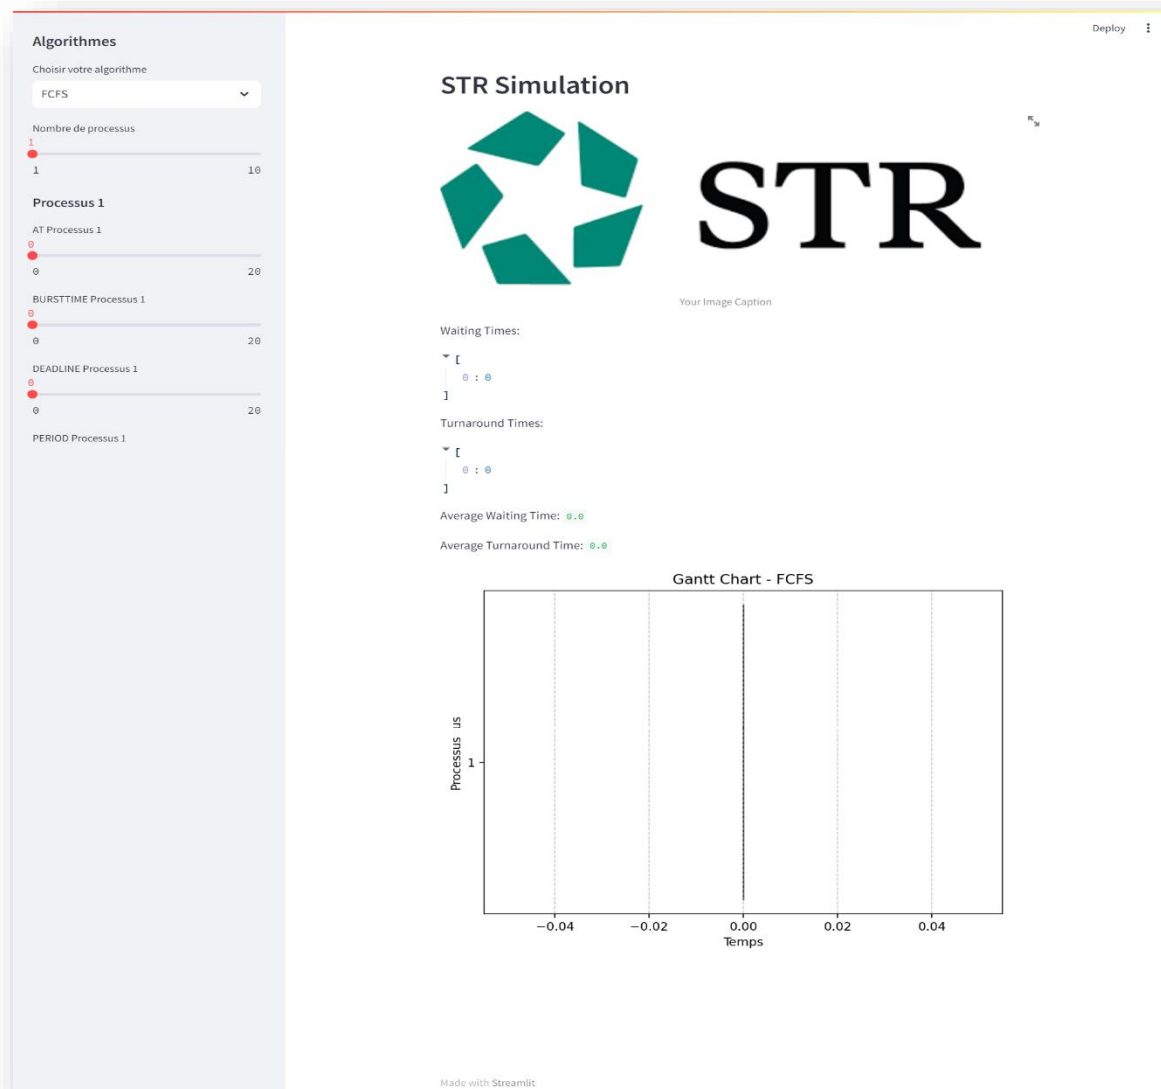 Algorithmes
Choisir votre algorithme
FCFS
Nombre de processus
1
1 10
Processus 1
AT Processus 1
0
0 20
BURSTTIME Processus 1
0
0 20
DEADLINE Processus 1
0
0 20
PERIOD Processus 1
Deploy
STR Simulation
STR
Your Image Caption
Waiting Times:
[
0 : 0
]
Turnaround Times:
[
0 : 0
]
Average Waiting Time: 0.0
Average Turnaround Time: 0.0
Gantt Chart - FCFS
Processus us
1
−0.04 −0.02 0.00 0.02 0.04
Temps
Made with Streamlit